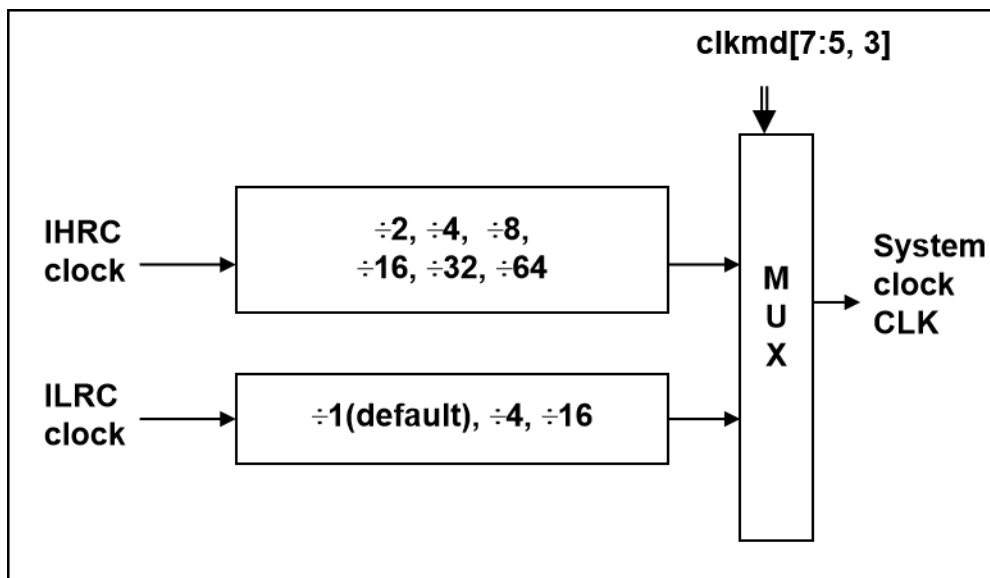 clkmd[7:5, 3]
IHRC
clock
÷2, ÷4, ÷8,
÷16, ÷32, ÷64
ILRC
clock
÷1(default), ÷4, ÷16
M
U
X
System
clock
CLK